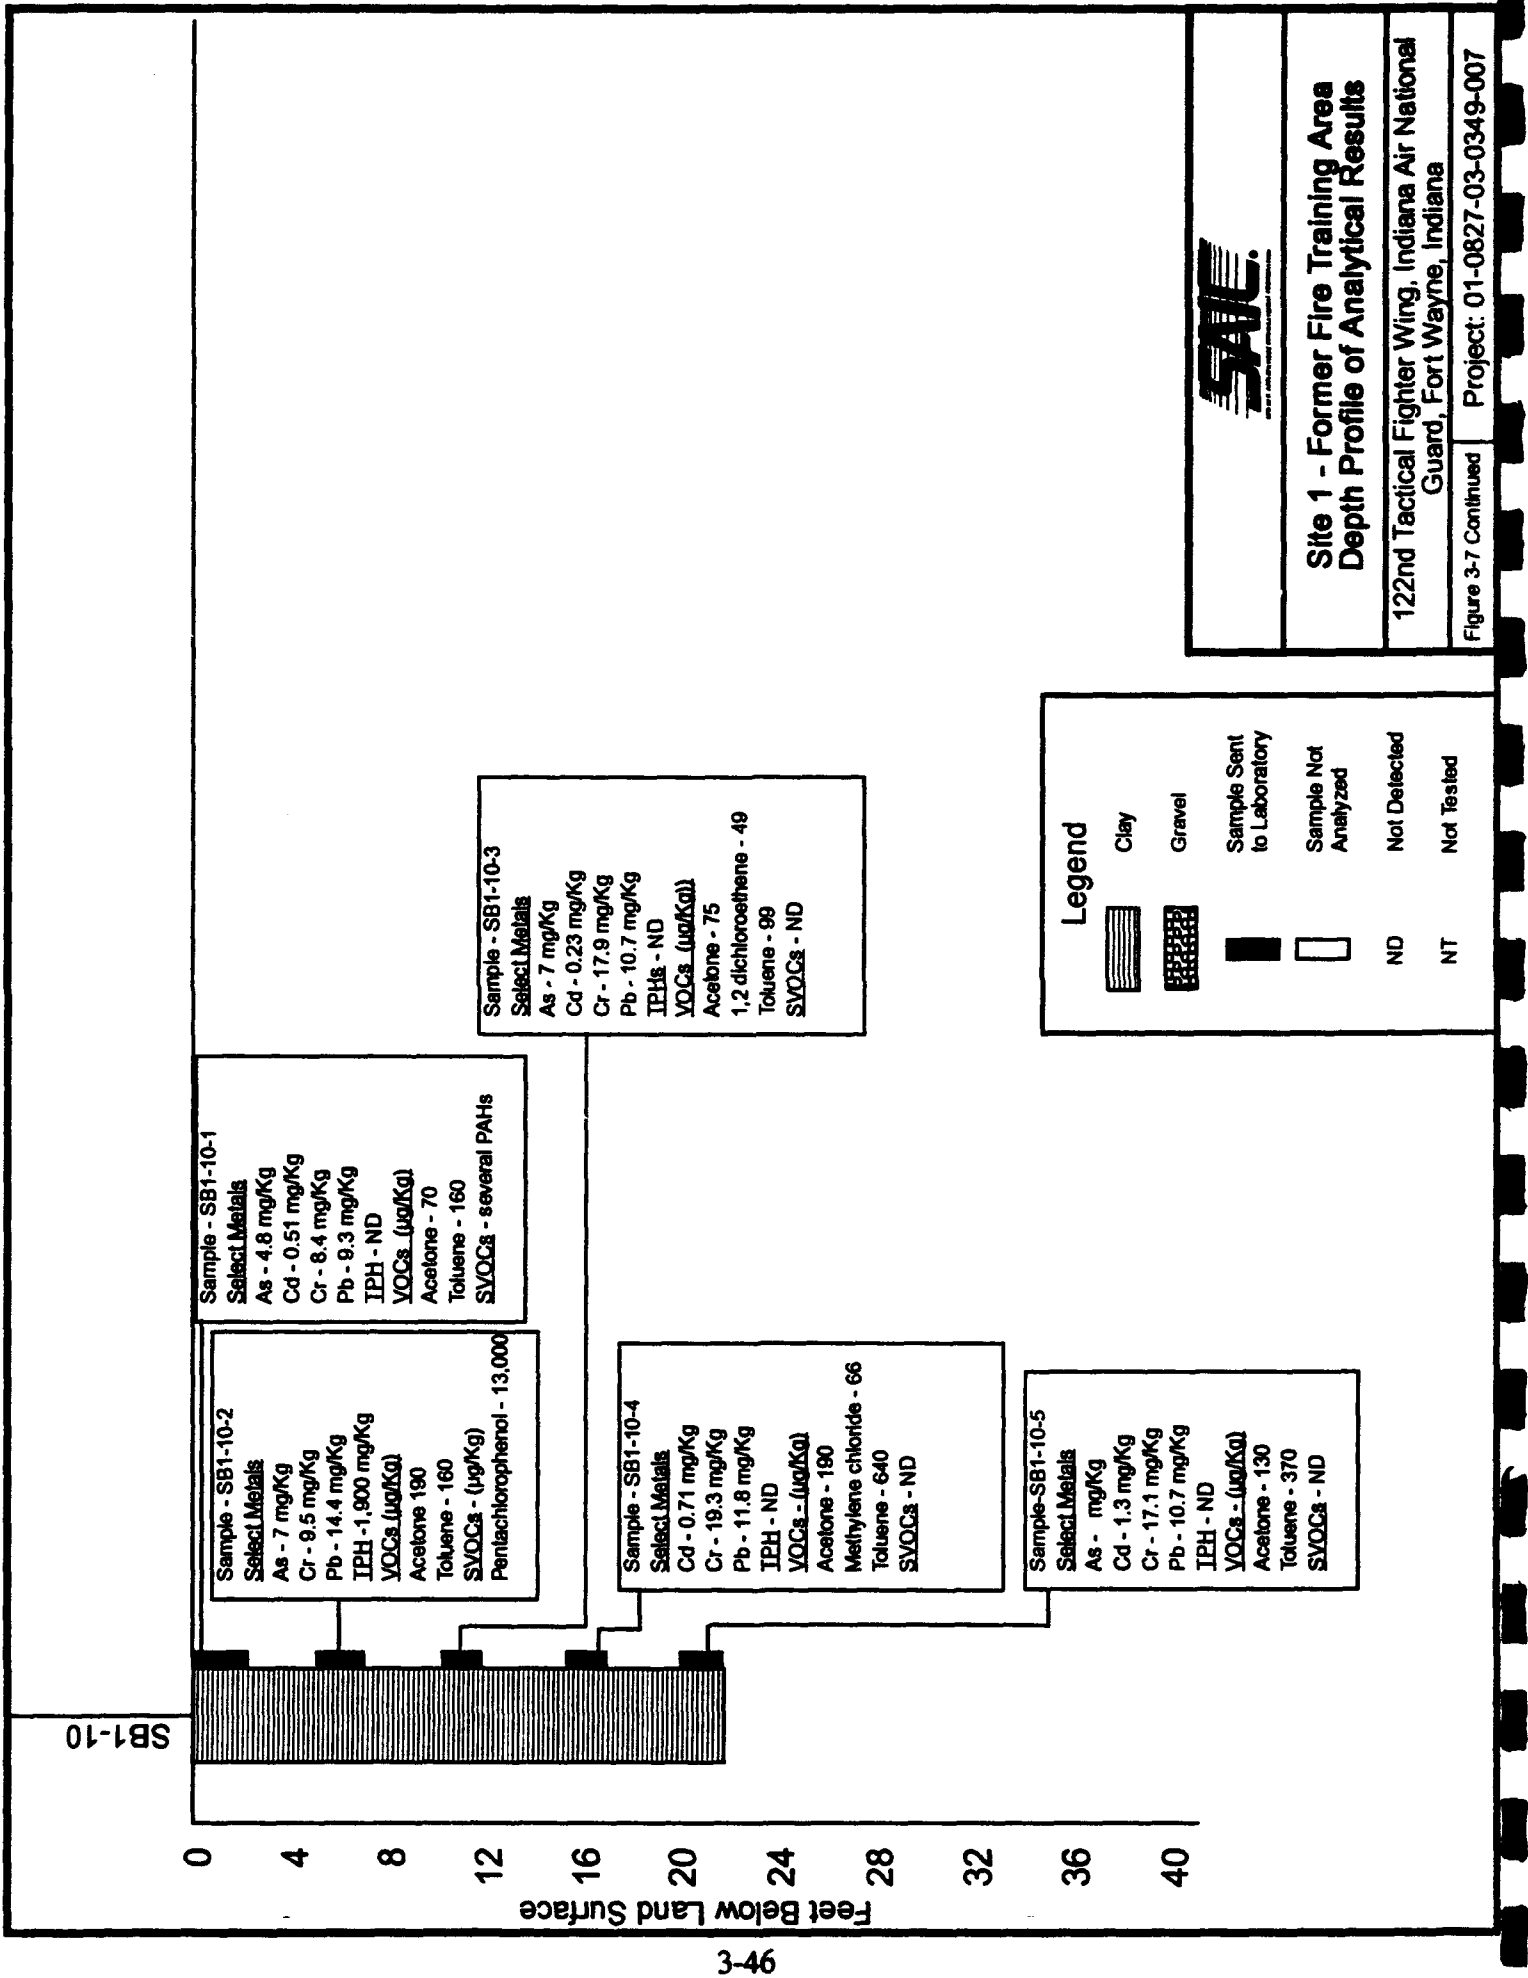 SB1-10
Feet Below Land Surface
0
4
8
12
16
20
24
28
32
36
40
Sample - SB1-10-1
Select Metals
As - 4.8 mg/Kg
Cd - 0.51 mg/Kg
Cr - 8.4 mg/Kg
Pb - 9.3 mg/Kg
TPH - ND
VOCs (µg/Kg)
Acetone - 70
Toluene - 160
SVOCs - several PAHs
Sample - SB1-10-2
Select Metals
As - 7 mg/Kg
Cr - 9.5 mg/Kg
Pb - 14.4 mg/Kg
TPH -1,900 mg/Kg
VOCs (µg/Kg)
Acetone 190
Toluene - 160
SVOCs - (µg/Kg)
Pentachlorophenol - 13,000
Sample - SB1-10-3
Select Metals
As - 7 mg/Kg
Cd - 0.23 mg/Kg
Cr - 17.9 mg/Kg
Pb - 10.7 mg/Kg
TPHs - ND
VOCs (µg/Kg))
Acetone - 75
1,2 dichloroethene - 49
Toluene - 99
SVOCs - ND
Sample - SB1-10-4
Select Metals
Cd - 0.71 mg/Kg
Cr - 19.3 mg/Kg
Pb - 11.8 mg/Kg
TPH - ND
VOCs - (µg/Kg)
Acetone - 190
Methylene chloride - 66
Toluene - 640
SVOCs - ND
Sample-SB1-10-5
Select Metals
As - mg/Kg
Cd - 1.3 mg/Kg
Cr - 17.1 mg/Kg
Pb - 10.7 mg/Kg
TPH - ND
VOCs - (µg/Kg)
Acetone - 130
Toluene - 370
SVOCs - ND
Legend
Clay
Gravel
Sample Sent
to Laboratory
Sample Not
Analyzed
ND Not Detected
NT Not Tested
SAIC.
Site 1 - Former Fire Training Area
Depth Profile of Analytical Results
122nd Tactical Fighter Wing, Indiana Air National
Guard, Fort Wayne, Indiana
Figure 3-7 Continued
Project: 01-0827-03-0349-007
3-46